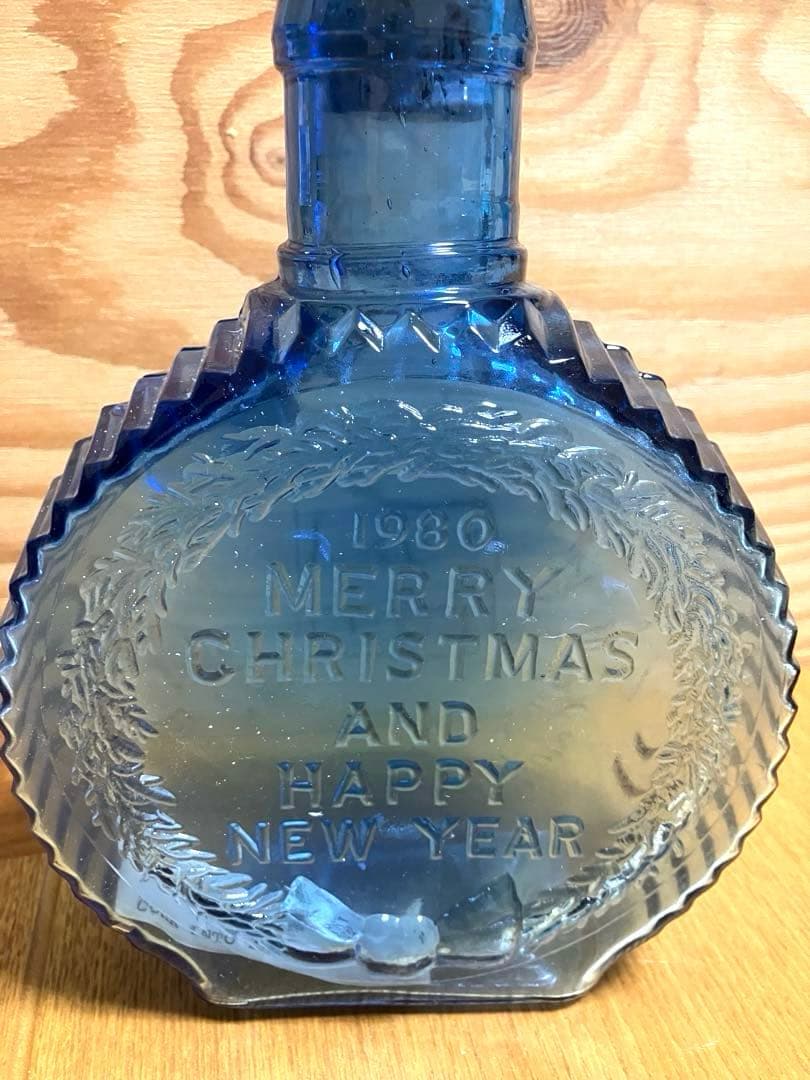 1980
MERRY
CHRISTMAS
AND
HAPPY
NEW YEAR